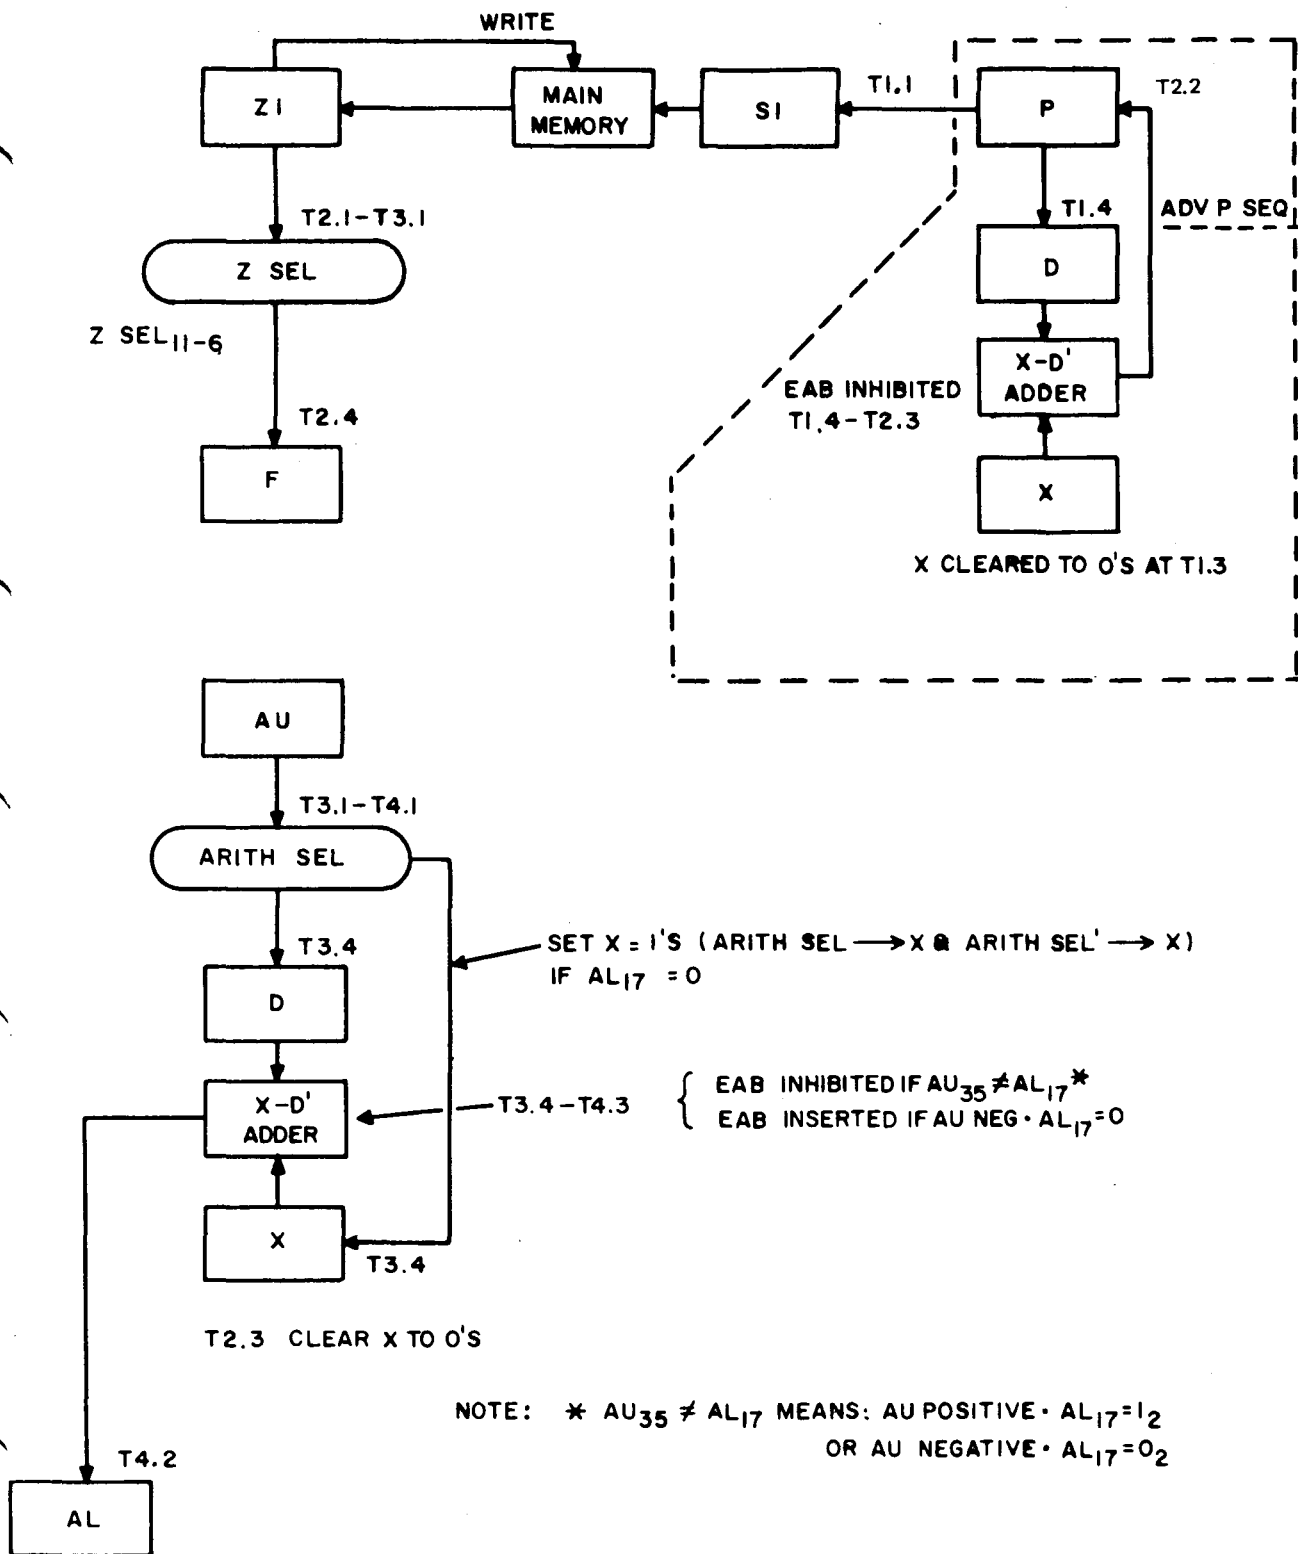 WRITE
Z1
MAIN
MEMORY
S1
T1.1
P
T2.2
T2.1-T3.1
T1.4
ADV P SEQ
Z SEL
D
Z SEL11-6
X-D'
ADDER
EAB INHIBITED
T1.4-T2.3
T2.4
F
X
X CLEARED TO 0'S AT T1.3
AU
T3.1-T4.1
ARITH SEL
T3.4
SET X = 1'S (ARITH SEL → X & ARITH SEL' → X)
IF AL17 = 0
D
X-D'
ADDER
T3.4-T4.3
{ EAB INHIBITED IF AU35 ≠ AL17*
{ EAB INSERTED IF AU NEG · AL17=0
X
T3.4
T2.3 CLEAR X TO 0'S
NOTE: * AU35 ≠ AL17 MEANS: AU POSITIVE · AL17=1₂
OR AU NEGATIVE · AL17=0₂
T4.2
AL